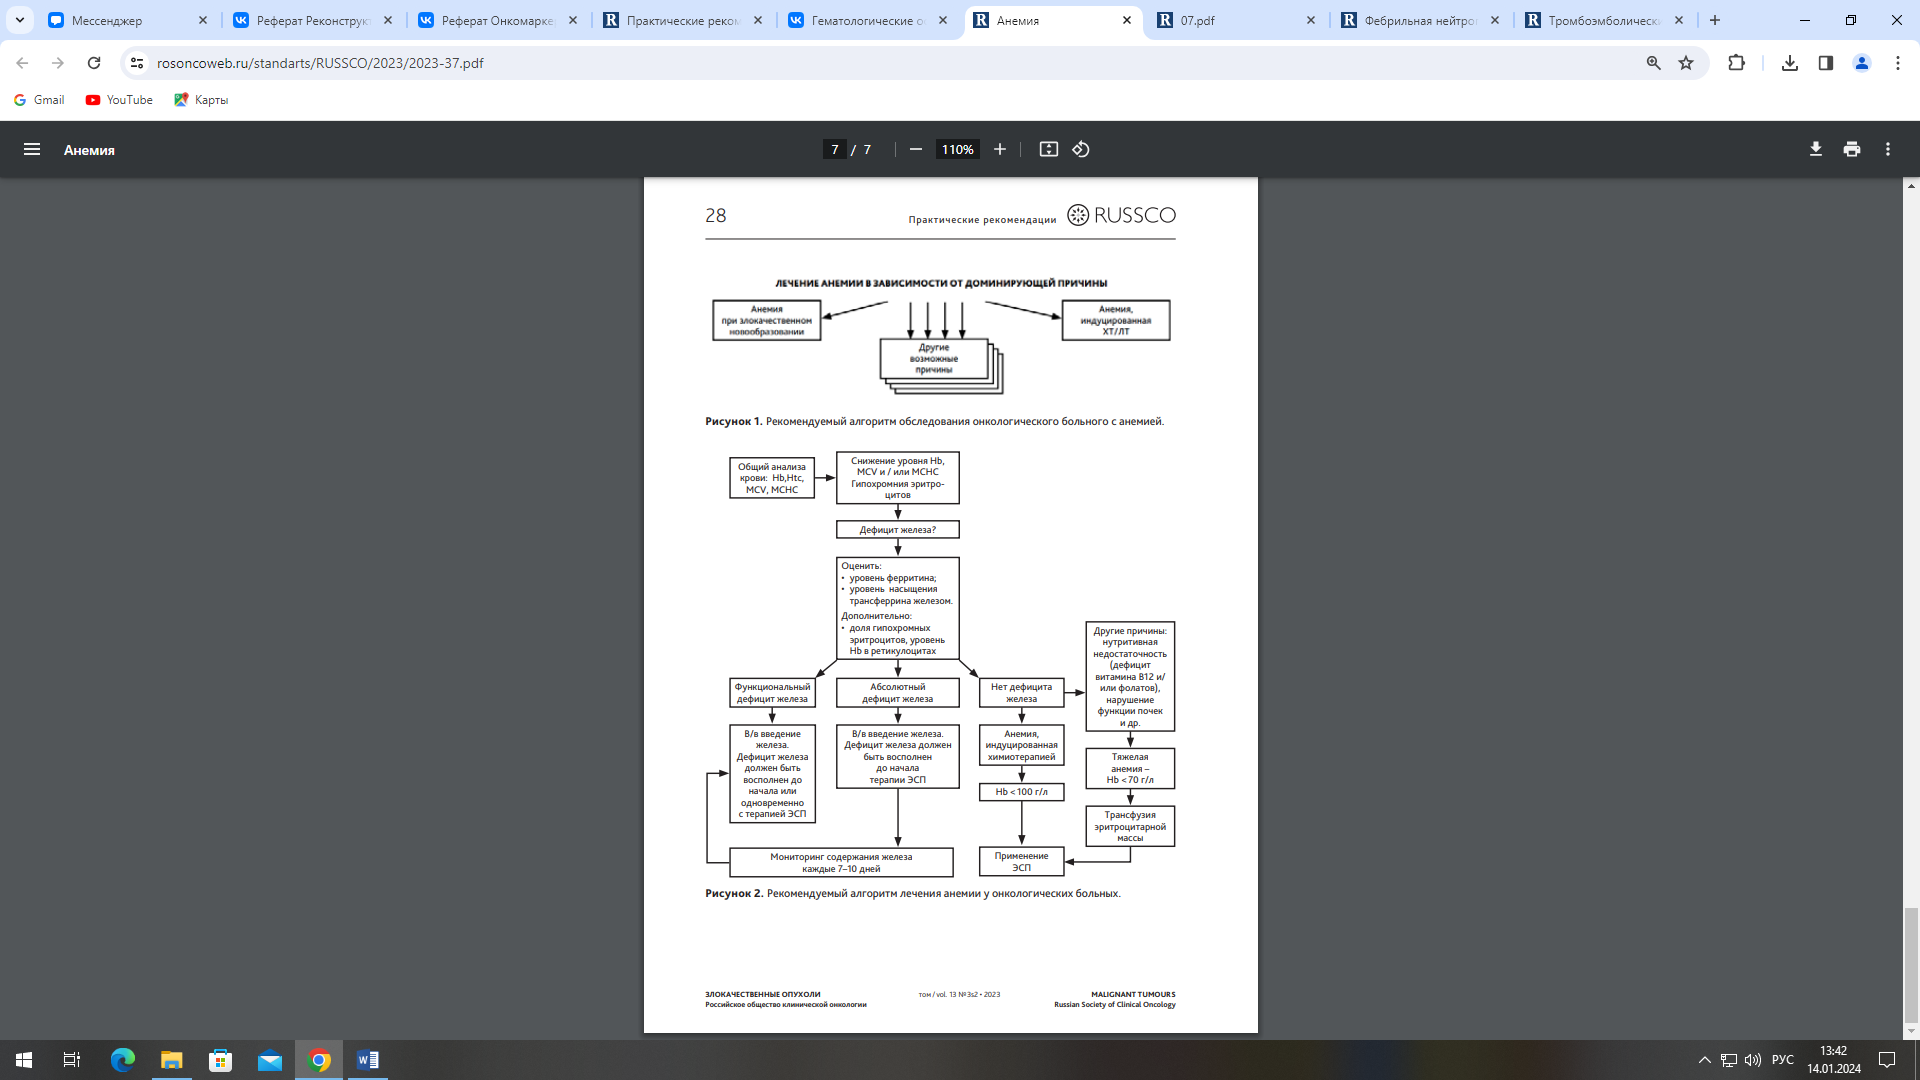 Мессенджер
Реферат Реконструкт
Реферат Онкомарке
Практические реком
Гематологические о
Анемия
07.pdf
Фебрильная нейтро
Тромбоэмболически
rosoncoweb.ru/standarts/RUSSCO/2023/2023-37.pdf
Gmail
YouTube
Карты
Анемия
7 / 7
110%
28
Практические рекомендации
RUSSCO
ЛЕЧЕНИЕ АНЕМИИ В ЗАВИСИМОСТИ ОТ ДОМИНИРУЮЩЕЙ ПРИЧИНЫ
Анемия
при злокачественном
новообразовании
Другие
возможные
причины
Анемия,
индуцированная
ХТ/ЛТ
Рисунок 1. Рекомендуемый алгоритм обследования онкологического больного с анемией.
Общий анализа
крови: Hb,Htc,
MCV, MCHC
Снижение уровня Hb,
MCV и / или MCHC
Гипохромния эритро-
цитов
Дефицит железа?
Оценить:
• уровень ферритина;
• уровень насыщения
трансферрина железом.
Дополнительно:
• доля гипохромных
эритроцитов, уровень
Hb в ретикулоцитах
Функциональный
дефицит железа
Абсолютный
дефицит железа
Нет дефицита
железа
Другие причины:
нутритивная
недостаточность
(дефицит
витамина B12 и/
или фолатов),
нарушение
функции почек
и др.
В/в введение
железа.
Дефицит железа
должен быть
восполнен до
начала или
одновременно
с терапией ЭСП
В/в введение железа.
Дефицит железа должен
быть восполнен
до начала
терапии ЭСП
Анемия,
индуцированная
химиотерапией
Hb < 100 г/л
Тяжелая
анемия –
Hb < 70 г/л
Трансфузия
эритроцитарной
массы
Мониторинг содержания железа
каждые 7–10 дней
Применение
ЭСП
Рисунок 2. Рекомендуемый алгоритм лечения анемии у онкологических больных.
ЗЛОКАЧЕСТВЕННЫЕ ОПУХОЛИ
Российское общество клинической онкологии
том / vol. 13 № 3s2 • 2023
MALIGNANT TUMOURS
Russian Society of Clinical Oncology
РУС
13:42
14.01.2024